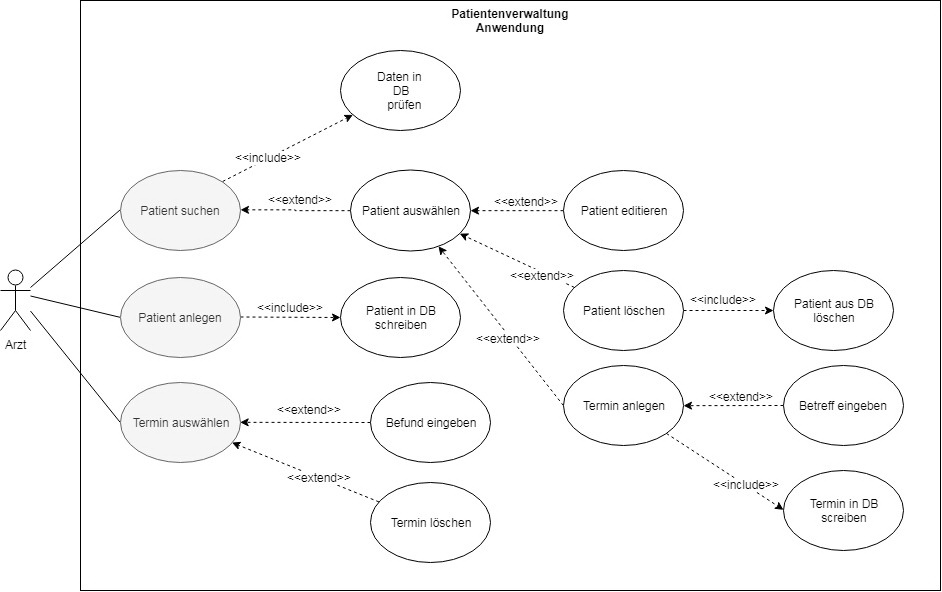 Patientenverwaltung
Anwendung
Daten in
DB
prüfen
<<include>>
Patient suchen
<<extend>>
Patient auswählen
<<extend>>
Patient editieren
<<extend>>
Patient anlegen
<<include>>
Patient in DB
schreiben
Patient löschen
<<include>>
Patient aus DB
löschen
Arzt
<<extend>>
Termin auswählen
<<extend>>
Befund eingeben
Termin anlegen
<<extend>>
Betreff eingeben
<<extend>>
Termin löschen
<<include>>
Termin in DB
screiben